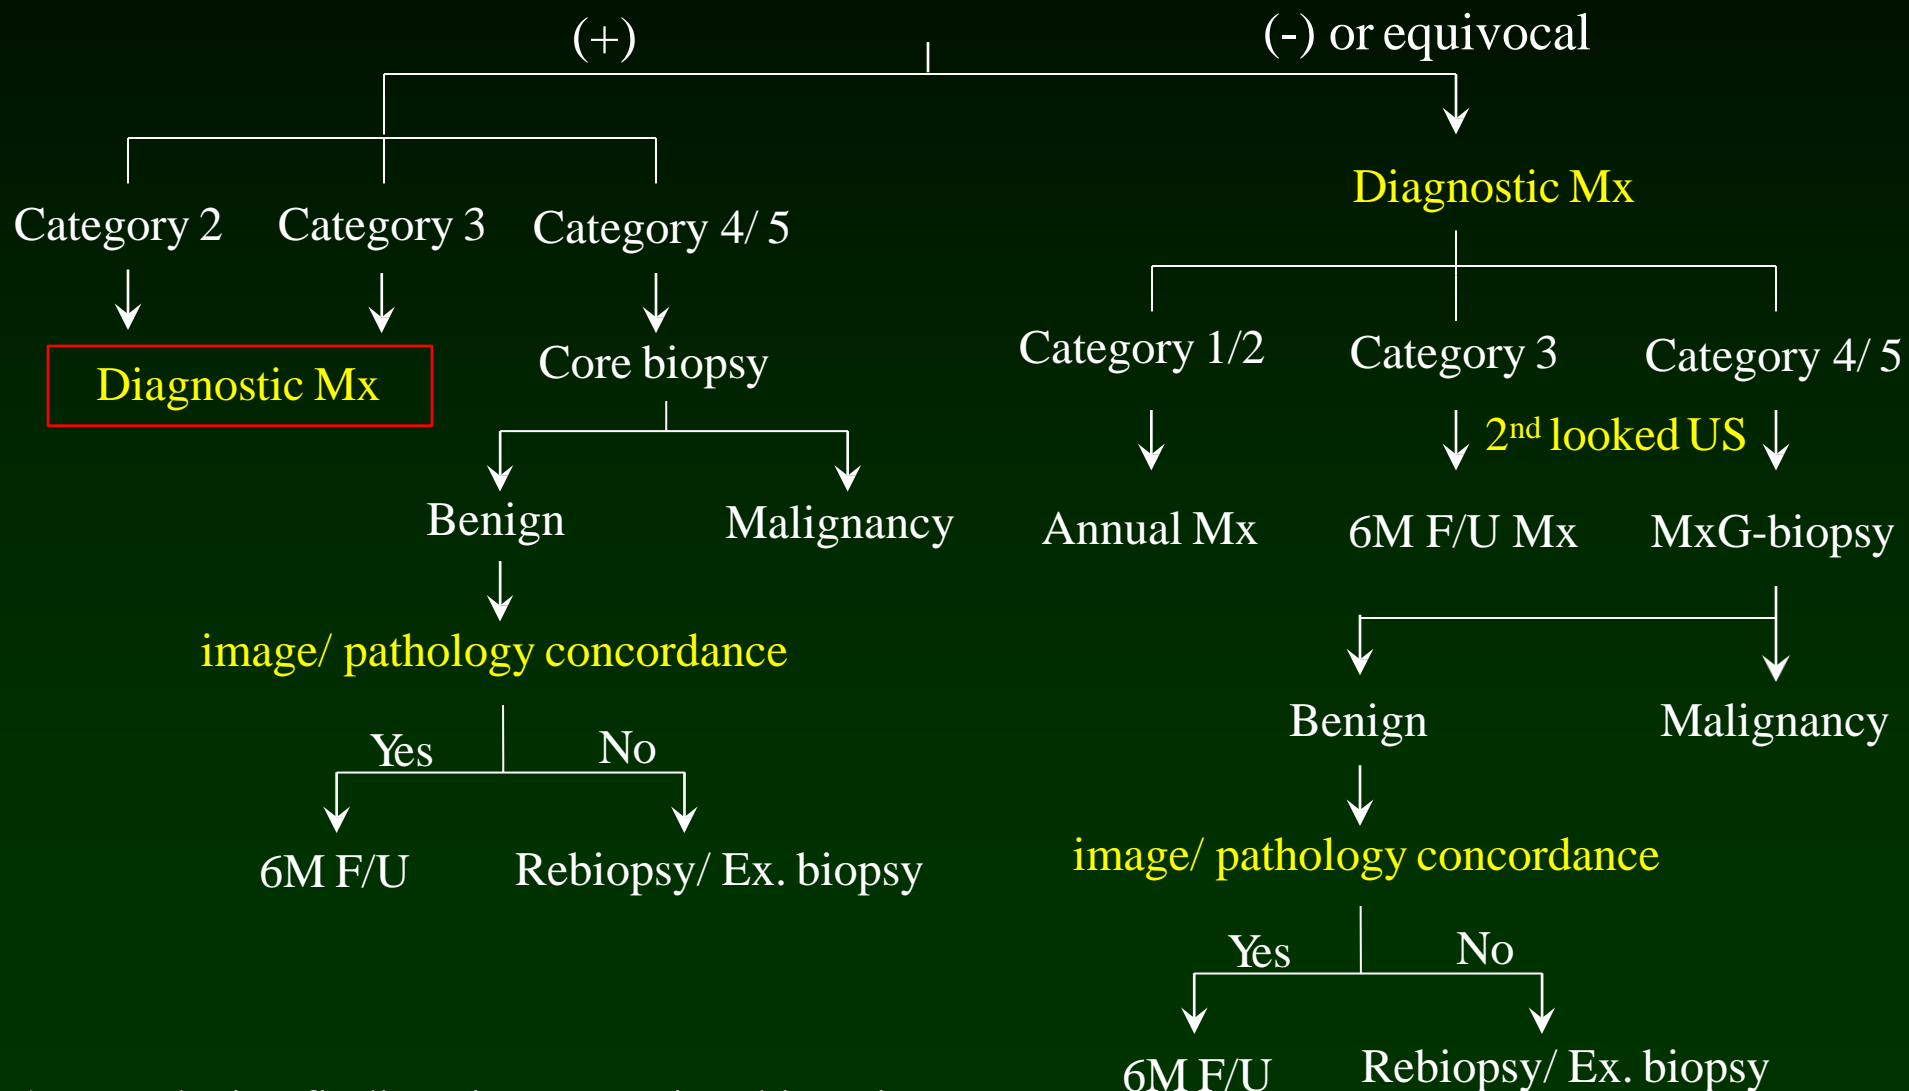 (+)
(-) or equivocal
Diagnostic Mx
Category 2
Category 3
Category 4/ 5
Category 1/2
Category 3
Category 4/ 5
Diagnostic Mx
Core biopsy
2nd looked US
Benign
Malignancy
Annual Mx
6M F/U Mx
MxG-biopsy
image/ pathology concordance
Benign
Malignancy
Yes
No
6M F/U
Rebiopsy/ Ex. biopsy
image/ pathology concordance
Yes
No
6M F/U
Rebiopsy/ Ex. biopsy